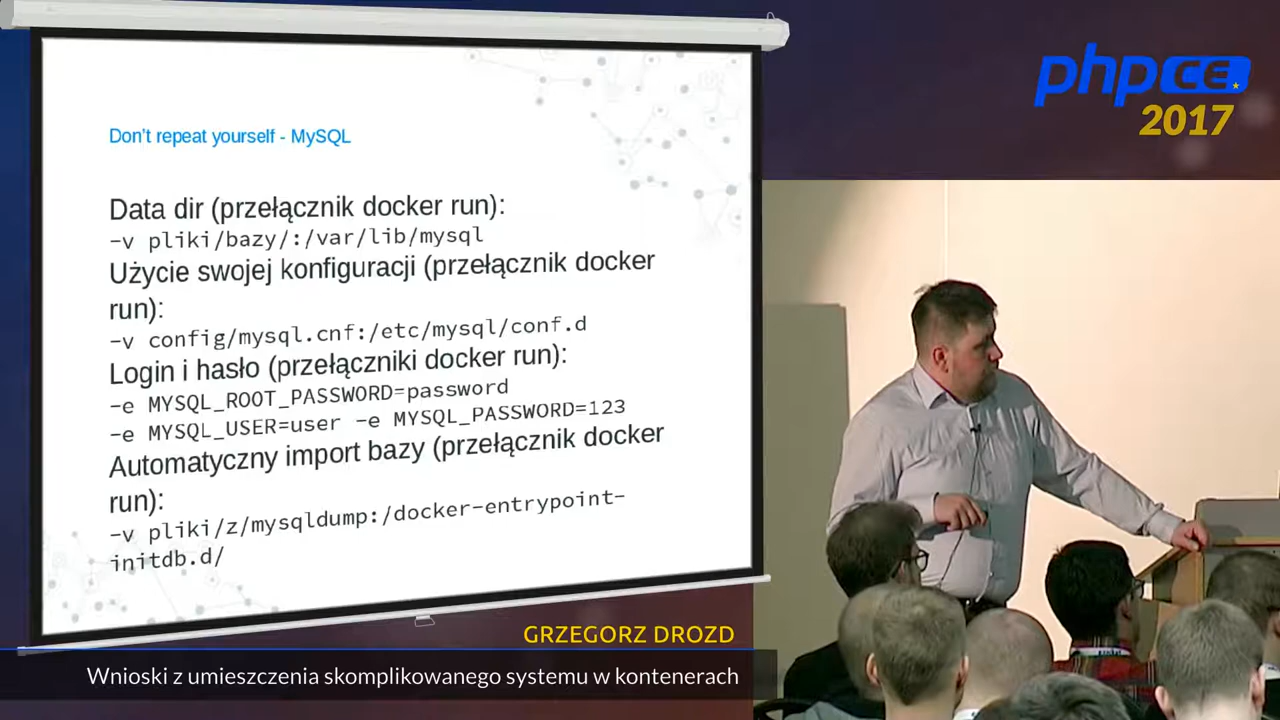 Don't repeat yourself - MySQL
Data dir (przełącznik docker run):
-v pliki/bazy/:/var/lib/mysql
Użycie swojej konfiguracji (przełącznik docker
run):
-v config/mysql.cnf:/etc/mysql/conf.d
Login i hasło (przełączniki docker run):
-e MYSQL_ROOT_PASSWORD=password
-e MYSQL_USER=user -e MYSQL_PASSWORD=123
Automatyczny import bazy (przełącznik docker
run):
-v pliki/z/mysqldump:/docker-entrypoint-
initdb.d/
phpCE
2017
GRZEGORZ DROZD
Wnioski z umieszczenia skomplikowanego systemu w kontenerach